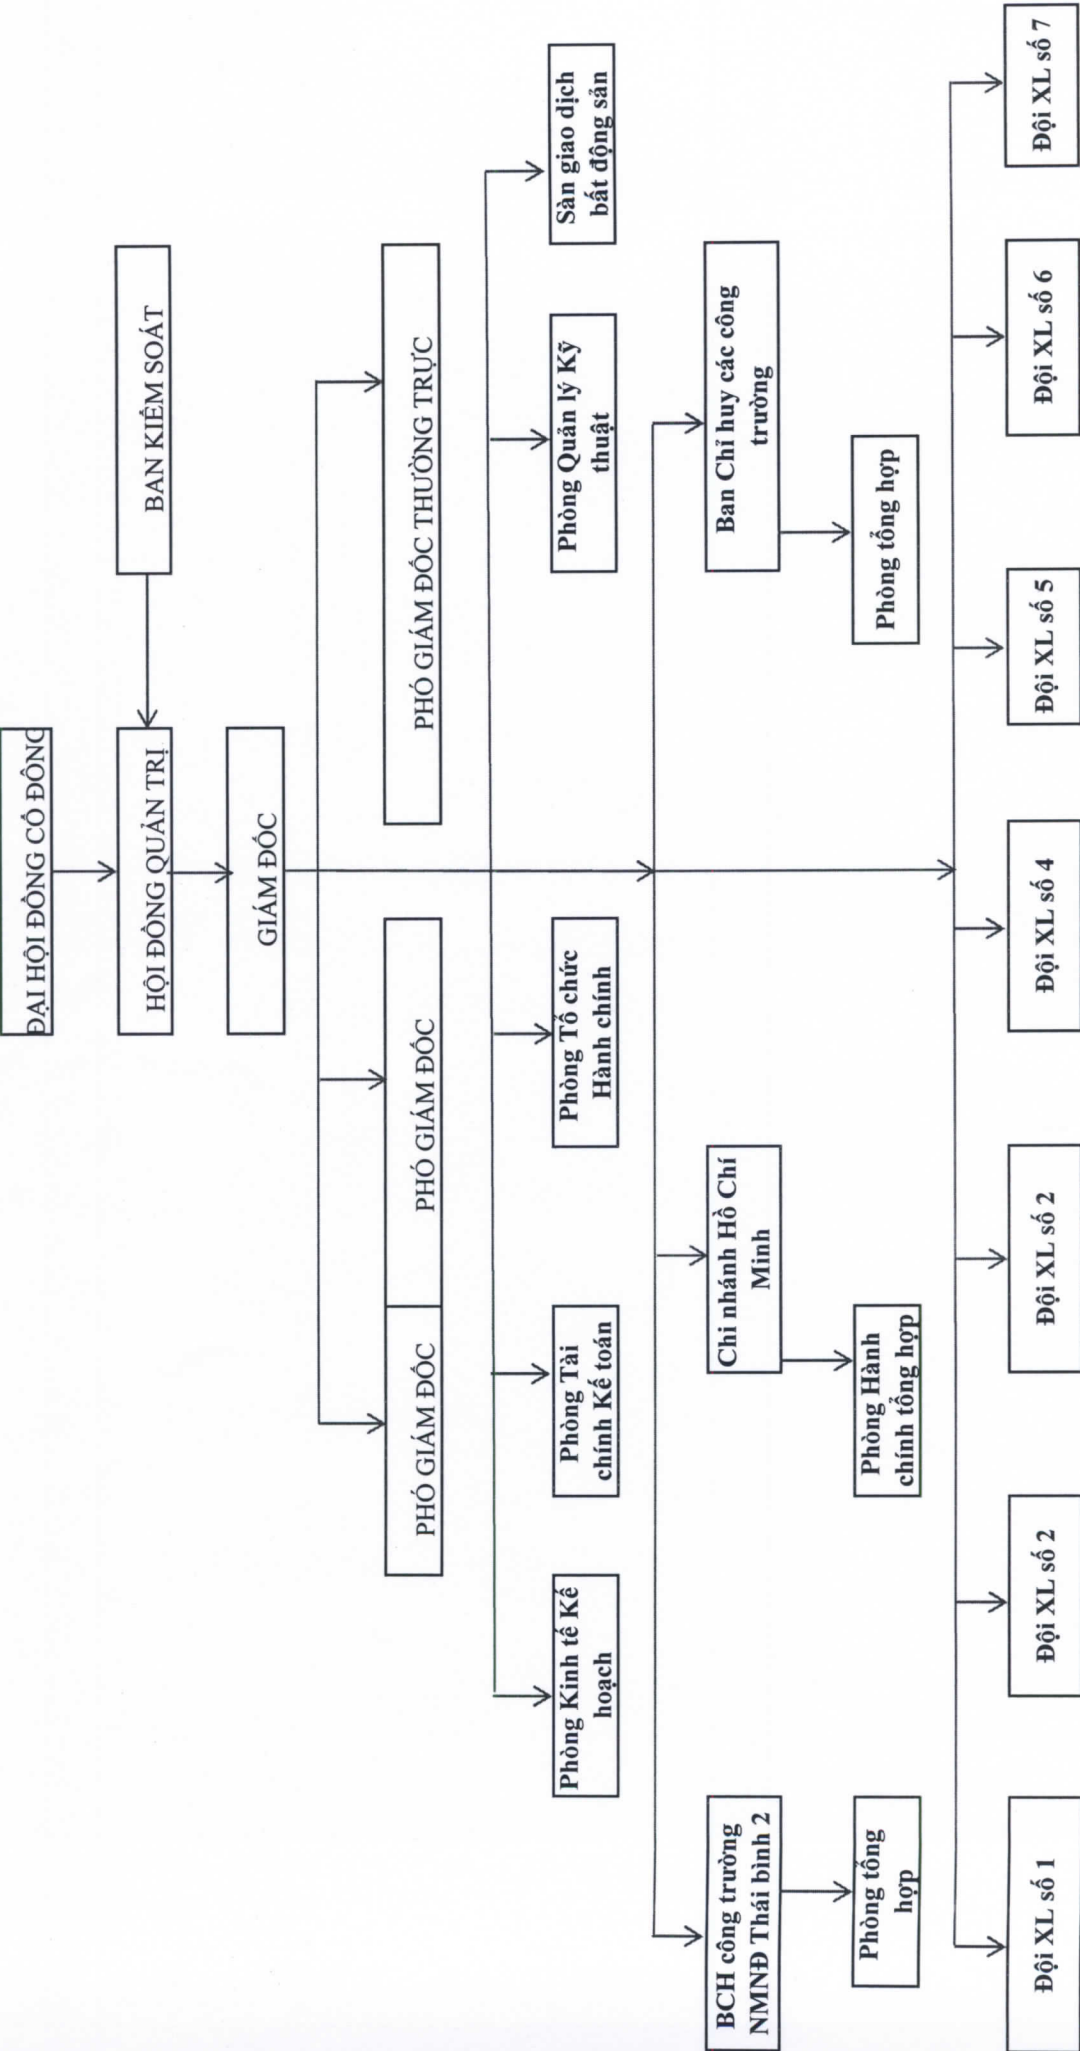 ĐẠI HỘI ĐỒNG CỔ ĐÔNG
HỘI ĐỒNG QUẢN TRỊ
BAN KIỂM SOÁT
GIÁM ĐỐC
PHÓ GIÁM ĐỐC
PHÓ GIÁM ĐỐC
PHÓ GIÁM ĐỐC THƯỜNG TRỰC
Phòng Kinh tế Kế
hoạch
Phòng Tài
chính Kế toán
Phòng Tổ chức
Hành chính
Phòng Quản lý Kỹ
thuật
Sàn giao dịch
bất động sản
BCH công trường
NMNĐ Thái bình 2
Chi nhánh Hồ Chí
Minh
Ban Chỉ huy các công
trường
Phòng tổng
hợp
Phòng Hành
chính tổng hợp
Phòng tổng hợp
Đội XL số 1
Đội XL số 2
Đội XL số 2
Đội XL số 4
Đội XL số 5
Đội XL số 6
Đội XL số 7